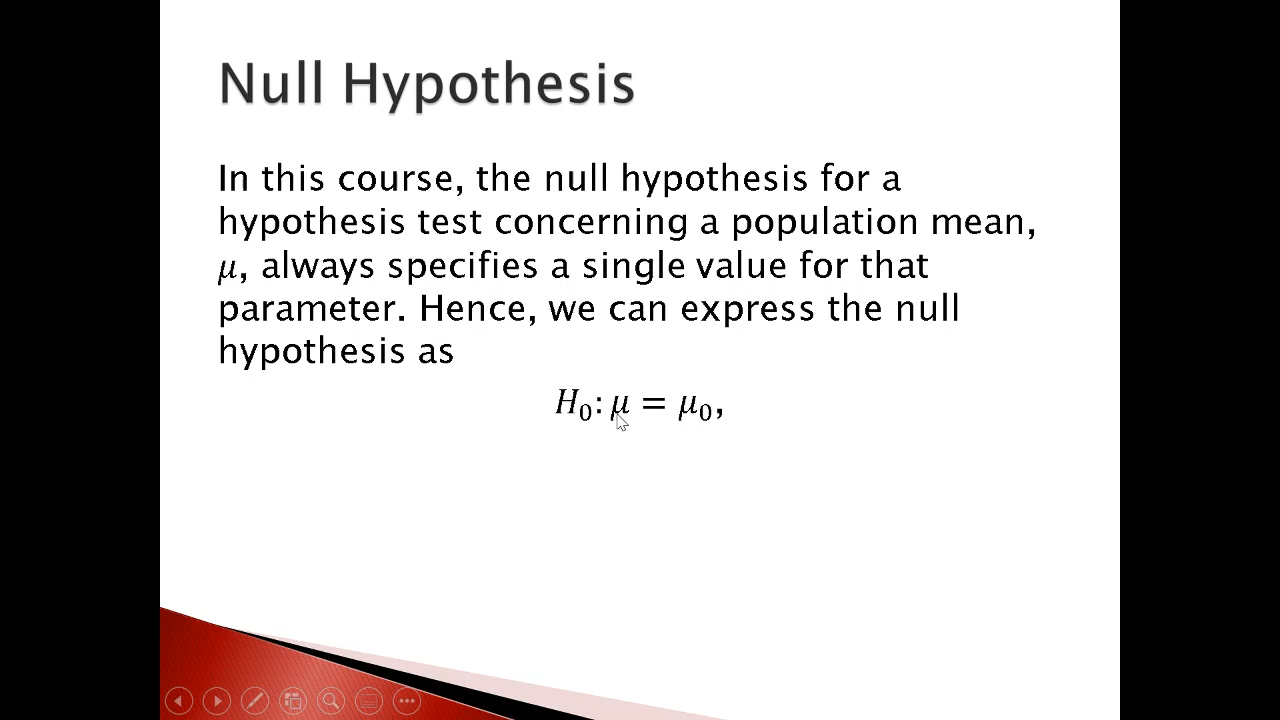 Null Hypothesis
In this course, the null hypothesis for a
hypothesis test concerning a population mean,
μ, always specifies a single value for that
parameter. Hence, we can express the null
hypothesis as
H₀: μ = μ₀,